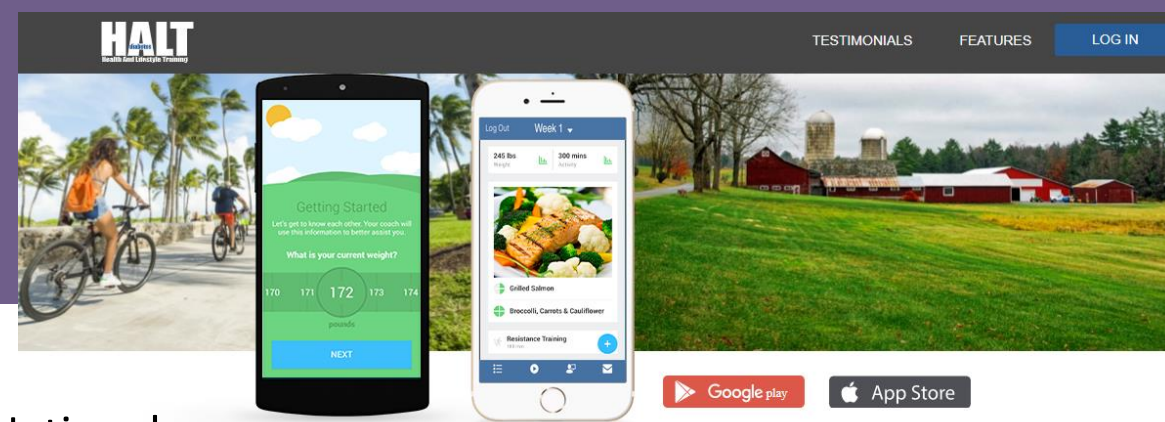 HALT
diabetes
Health And Lifestyle Training
TESTIMONIALS
FEATURES
LOG IN
Getting Started
Let's get to know each other. Your coach will
use this information to better assist you.
What is your current weight?
170 171 172 173 174
pounds
NEXT
Log Out Week 1
245 lbs 300 mins
Weight Activity
Grilled Salmon
Broccoli, Carrots & Cauliflower
Resistance Training
Google play
App Store